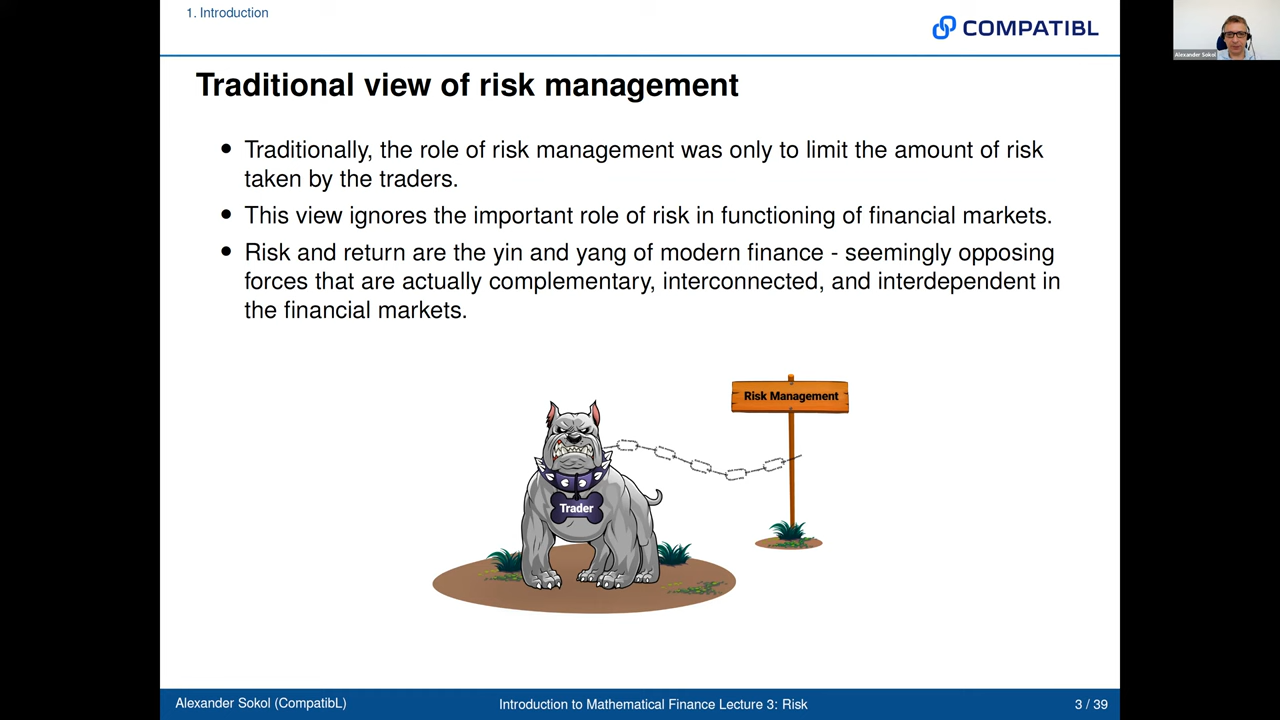 1. Introduction
COMPATIBL
Alexander Sokol
Traditional view of risk management
Traditionally, the role of risk management was only to limit the amount of risk
taken by the traders.
This view ignores the important role of risk in functioning of financial markets.
Risk and return are the yin and yang of modern finance - seemingly opposing
forces that are actually complementary, interconnected, and interdependent in
the financial markets.
Risk Management
Trader
Alexander Sokol (CompatibL)
Introduction to Mathematical Finance Lecture 3: Risk
3 / 39